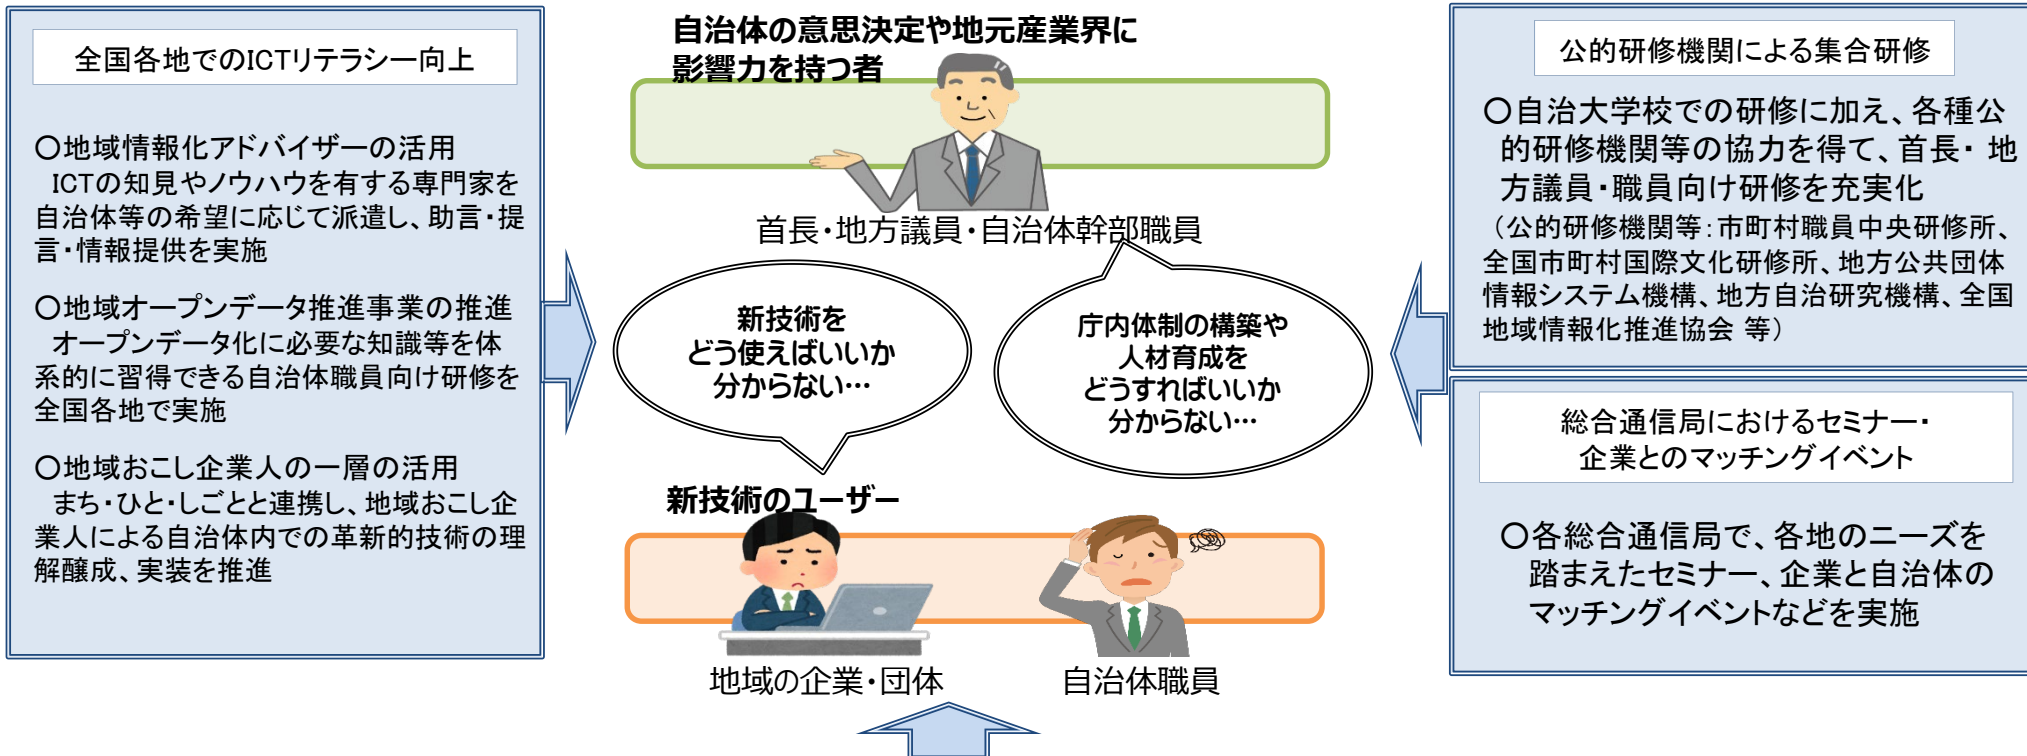 全国各地でのICTリテラシー向上
〇地域情報化アドバイザーの活用
ICTの知見やノウハウを有する専門家を
自治体等の希望に応じて派遣し、助言・提
言・情報提供を実施
〇地域オープンデータ推進事業の推進
オープンデータ化に必要な知識等を体
系的に習得できる自治体職員向け研修を
全国各地で実施
〇地域おこし企業人の一層の活用
まち・ひと・しごとと連携し、地域おこし企
業人による自治体内での革新的技術の理
解醸成、実装を推進
自治体の意思決定や地元産業界に
影響力を持つ者
首長・地方議員・自治体幹部職員
新技術を
どう使えばいいか
分からない…
庁内体制の構築や
人材育成を
どうすればいいか
分からない…
新技術のユーザー
地域の企業・団体
自治体職員
公的研修機関による集合研修
〇自治大学校での研修に加え、各種公
的研修機関等の協力を得て、首長・ 地
方議員・職員向け研修を充実化
（公的研修機関等：市町村職員中央研修所、
全国市町村国際文化研修所、地方公共団体
情報システム機構、地方自治研究機構、全国
地域情報化推進協会 等）
総合通信局におけるセミナー・
企業とのマッチングイベント
〇各総合通信局で、各地のニーズを
踏まえたセミナー、企業と自治体の
マッチングイベントなどを実施